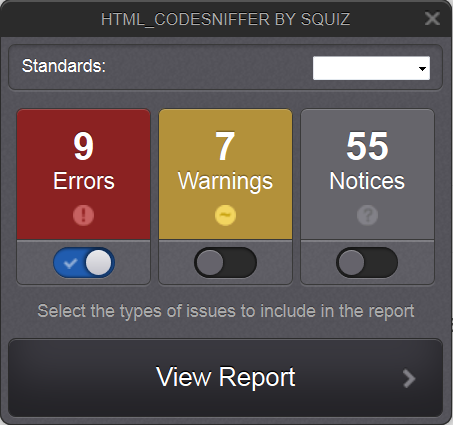 HTML_CODESNIFFER BY SQUIZ
Standards:
9 7 55
Errors Warnings Notices
Select the types of issues to include in the report
View Report